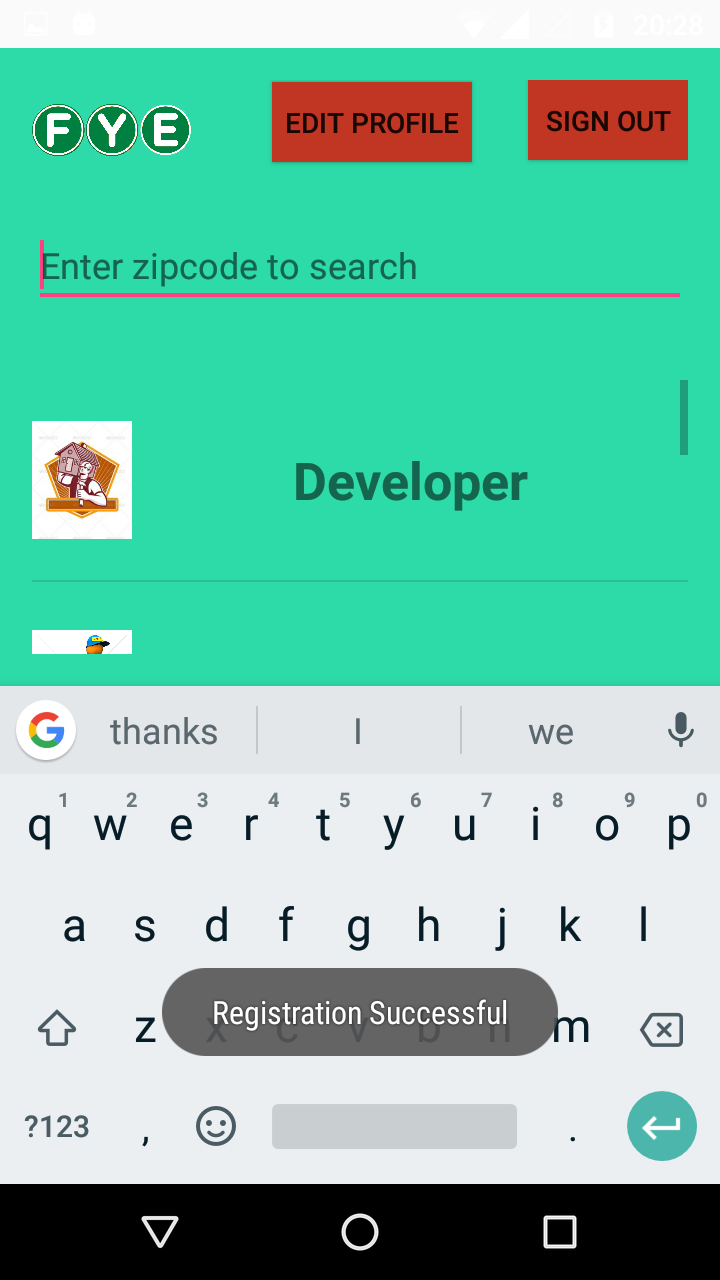 20:28
FYE
EDIT PROFILE
SIGN OUT
Enter zipcode to search
Developer
thanks
I
we
1 2 3 4 5 6 7 8 9 0
q w e r t y u i o p
a s d f g h j k l
z x c v b n m
Registration Successful
?123 , .